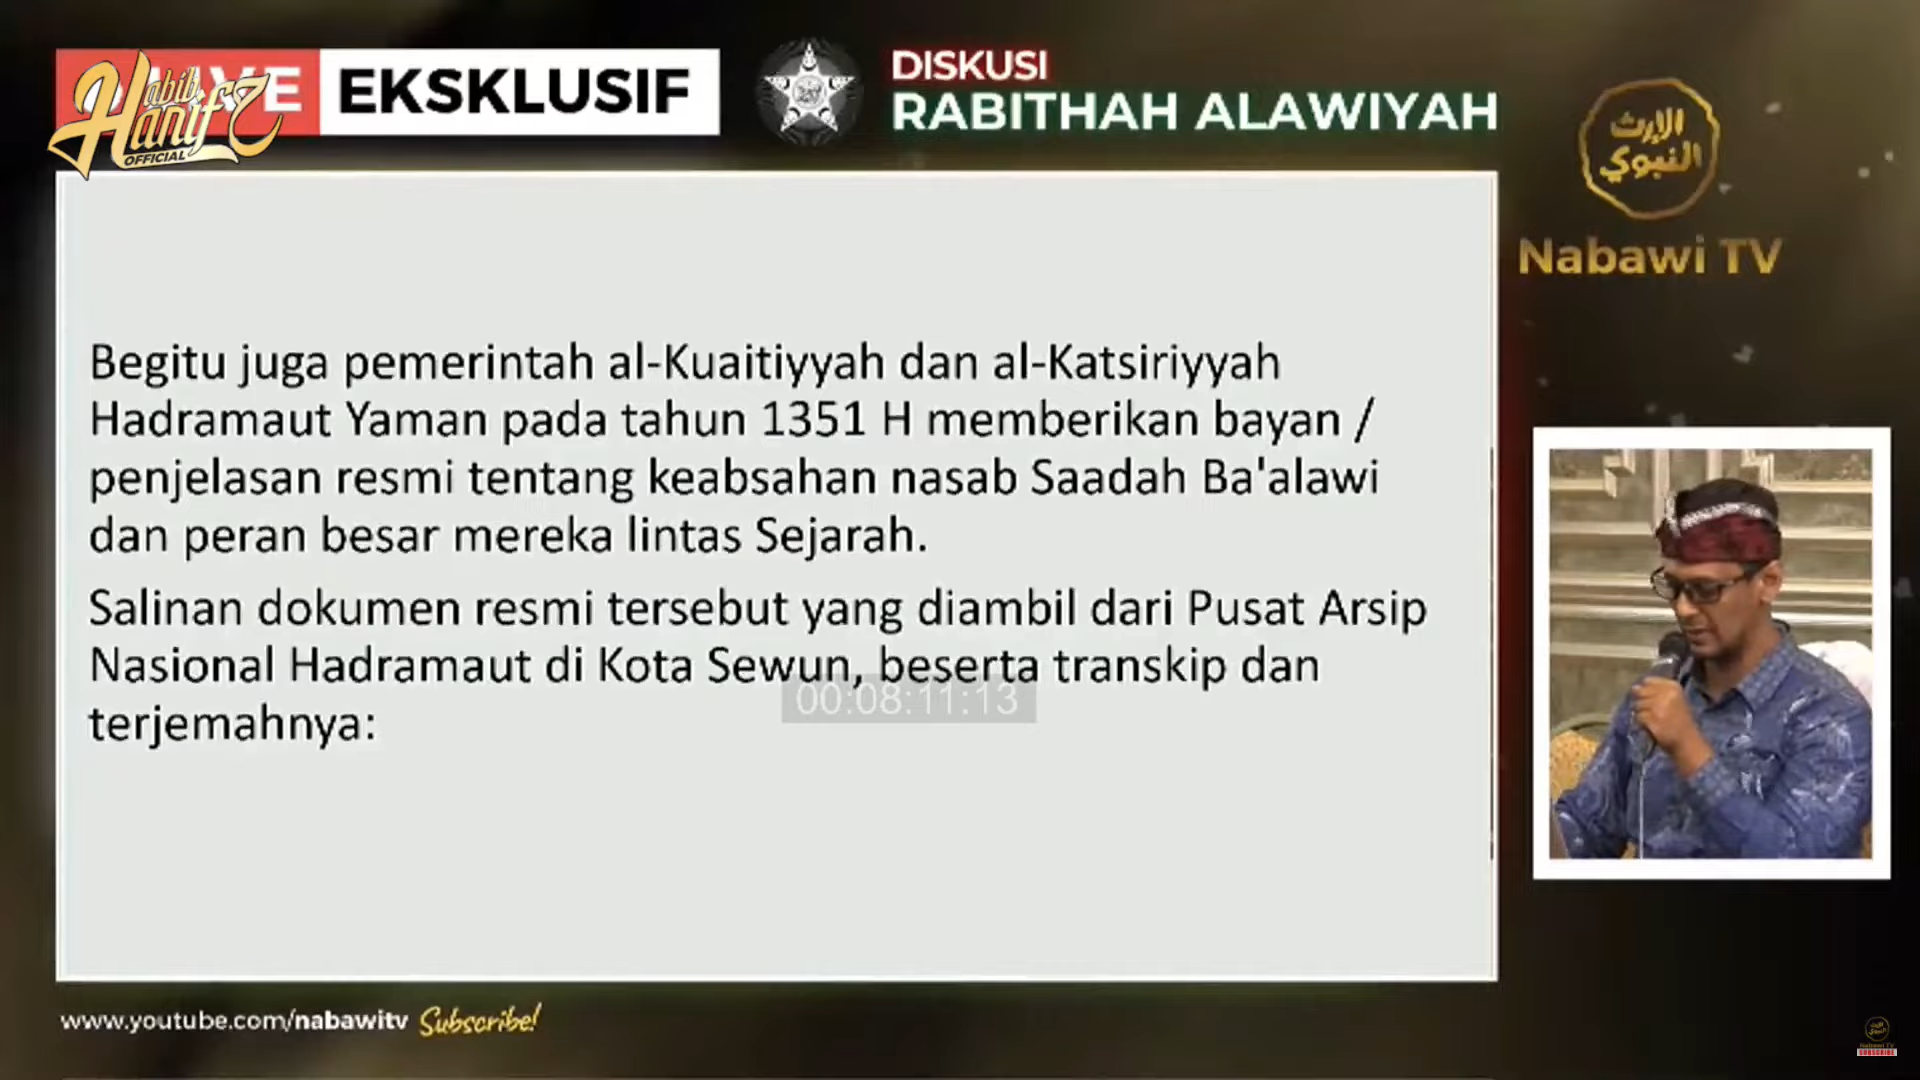 LIVE
Habib
Hanif
OFFICIAL
EKSKLUSIF
DISKUSI
RABITHAH ALAWIYAH
الإرث
النبوي
Nabawi TV
Begitu juga pemerintah al-Kuaitiyyah dan al-Katsiriyyah
Hadramaut Yaman pada tahun 1351 H memberikan bayan /
penjelasan resmi tentang keabsahan nasab Saadah Ba'alawi
dan peran besar mereka lintas Sejarah.
Salinan dokumen resmi tersebut yang diambil dari Pusat Arsip
Nasional Hadramaut di Kota Sewun, beserta transkip dan
terjemahnya:
00:08:11:13
www.youtube.com/nabawitv Subscribe!
Nabawi TV
SUBSCRIBE